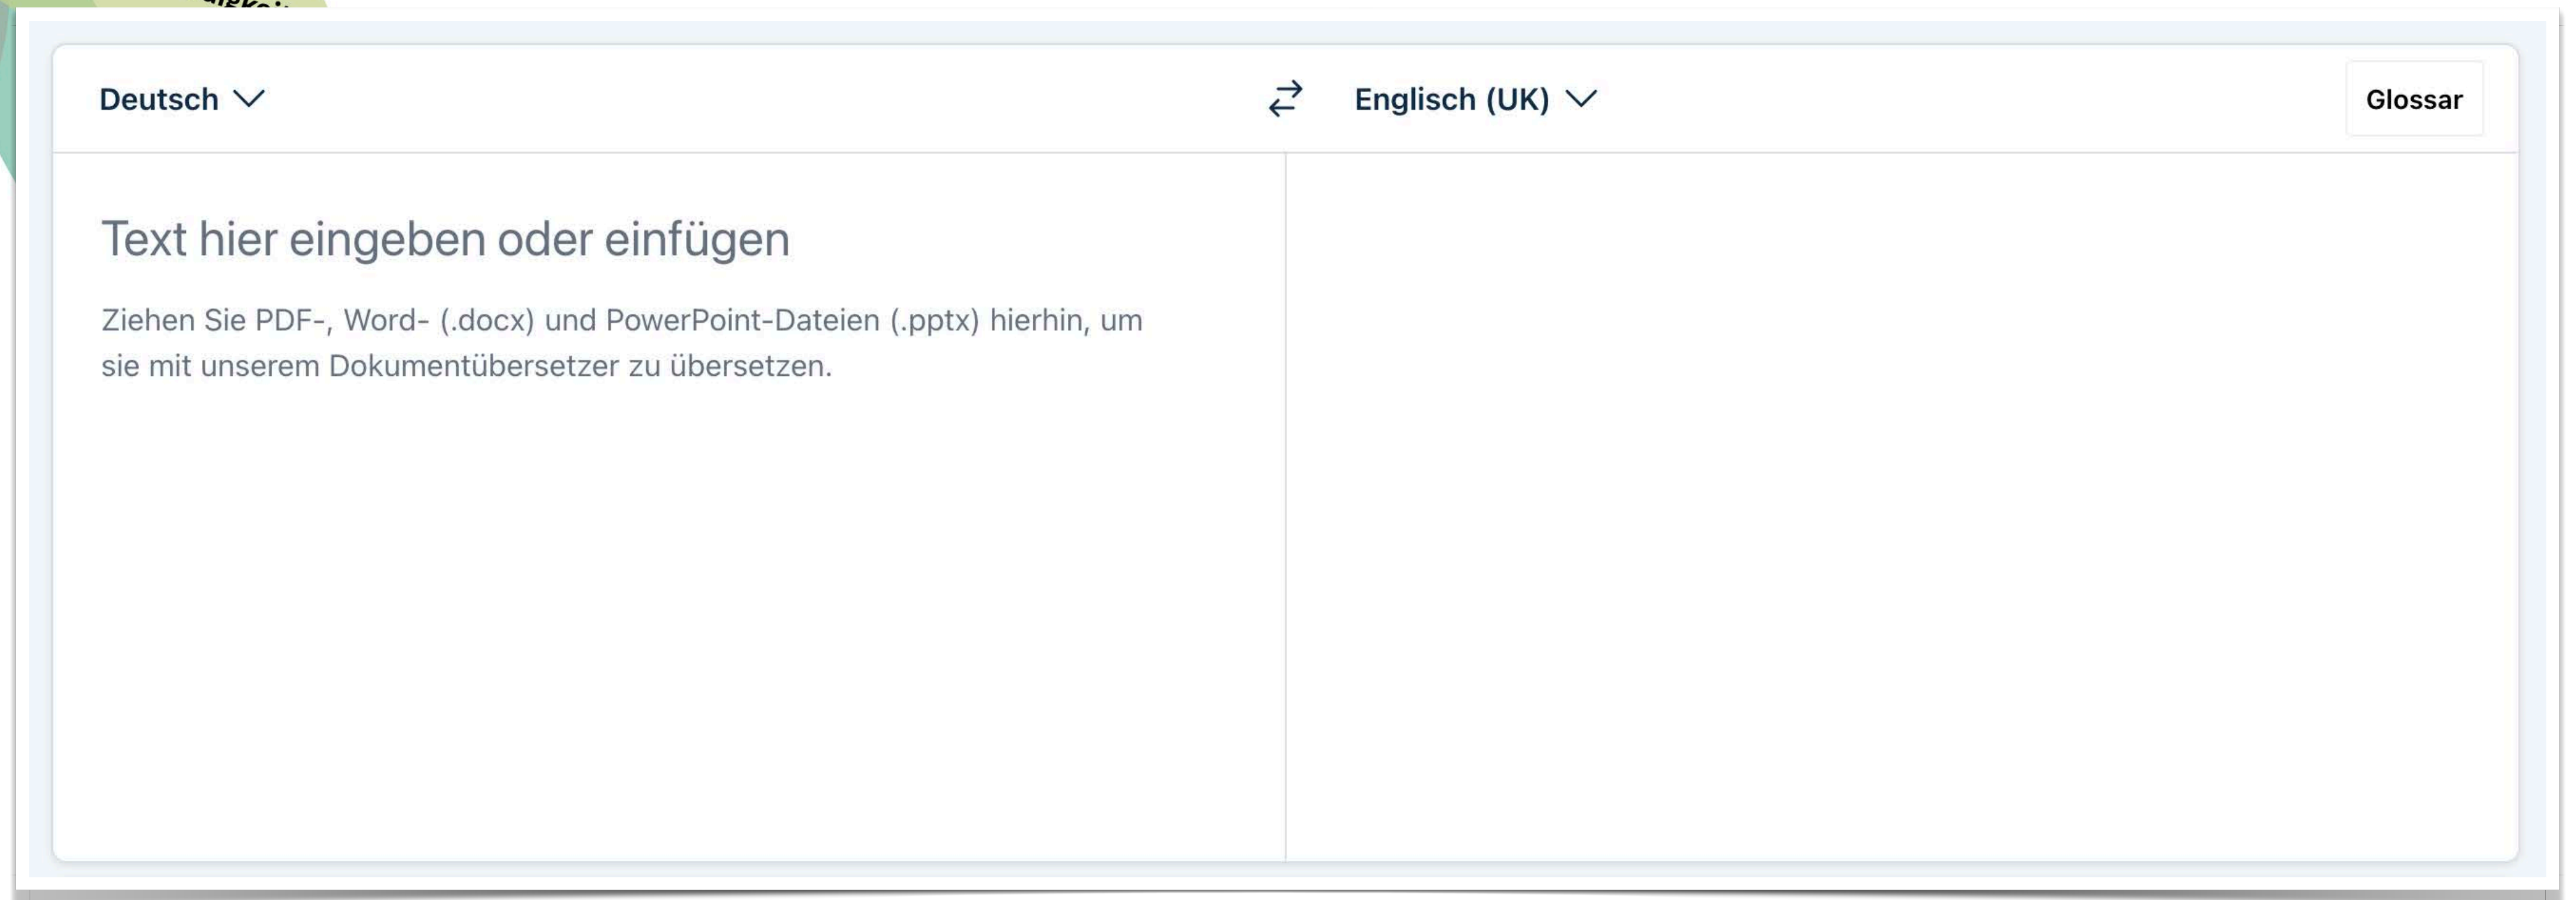 Deutsch
Englisch (UK)
Glossar
Text hier eingeben oder einfügen
Ziehen Sie PDF-, Word- (.docx) und PowerPoint-Dateien (.pptx) hierhin, um
sie mit unserem Dokumentübersetzer zu übersetzen.